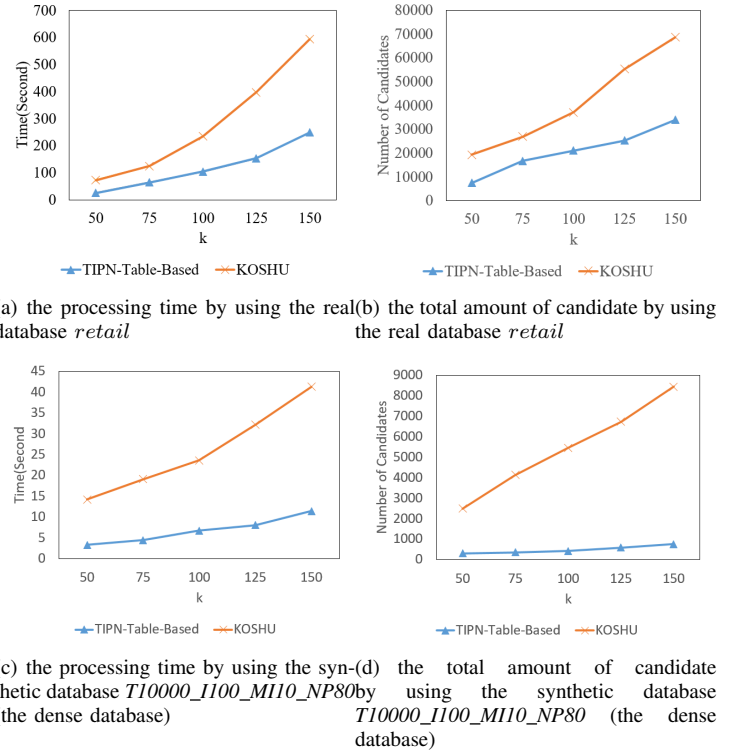 700
600
500
400
300
200
100
0
Time(Second)
50 75 100 125 150
k
TIPN-Table-Based KOSHU
80000
70000
60000
50000
40000
30000
20000
10000
0
Number of Candidates
50 75 100 125 150
k
TIPN-Table-Based KOSHU
a) the processing time by using the real
database retail
(b) the total amount of candidate by using
the real database retail
45
40
35
30
25
20
15
10
5
0
Time(Second
50 75 100 125 150
k
TIPN-Table-Based KOSHU
9000
8000
7000
6000
5000
4000
3000
2000
1000
0
Number of Candidates
50 75 100 125 150
k
TIPN-Table-Based KOSHU
c) the processing time by using the syn-
hetic database T10000_I100_MI10_NP80
the dense database)
(d) the total amount of candidate
by using the synthetic database
T10000_I100_MI10_NP80 (the dense
database)